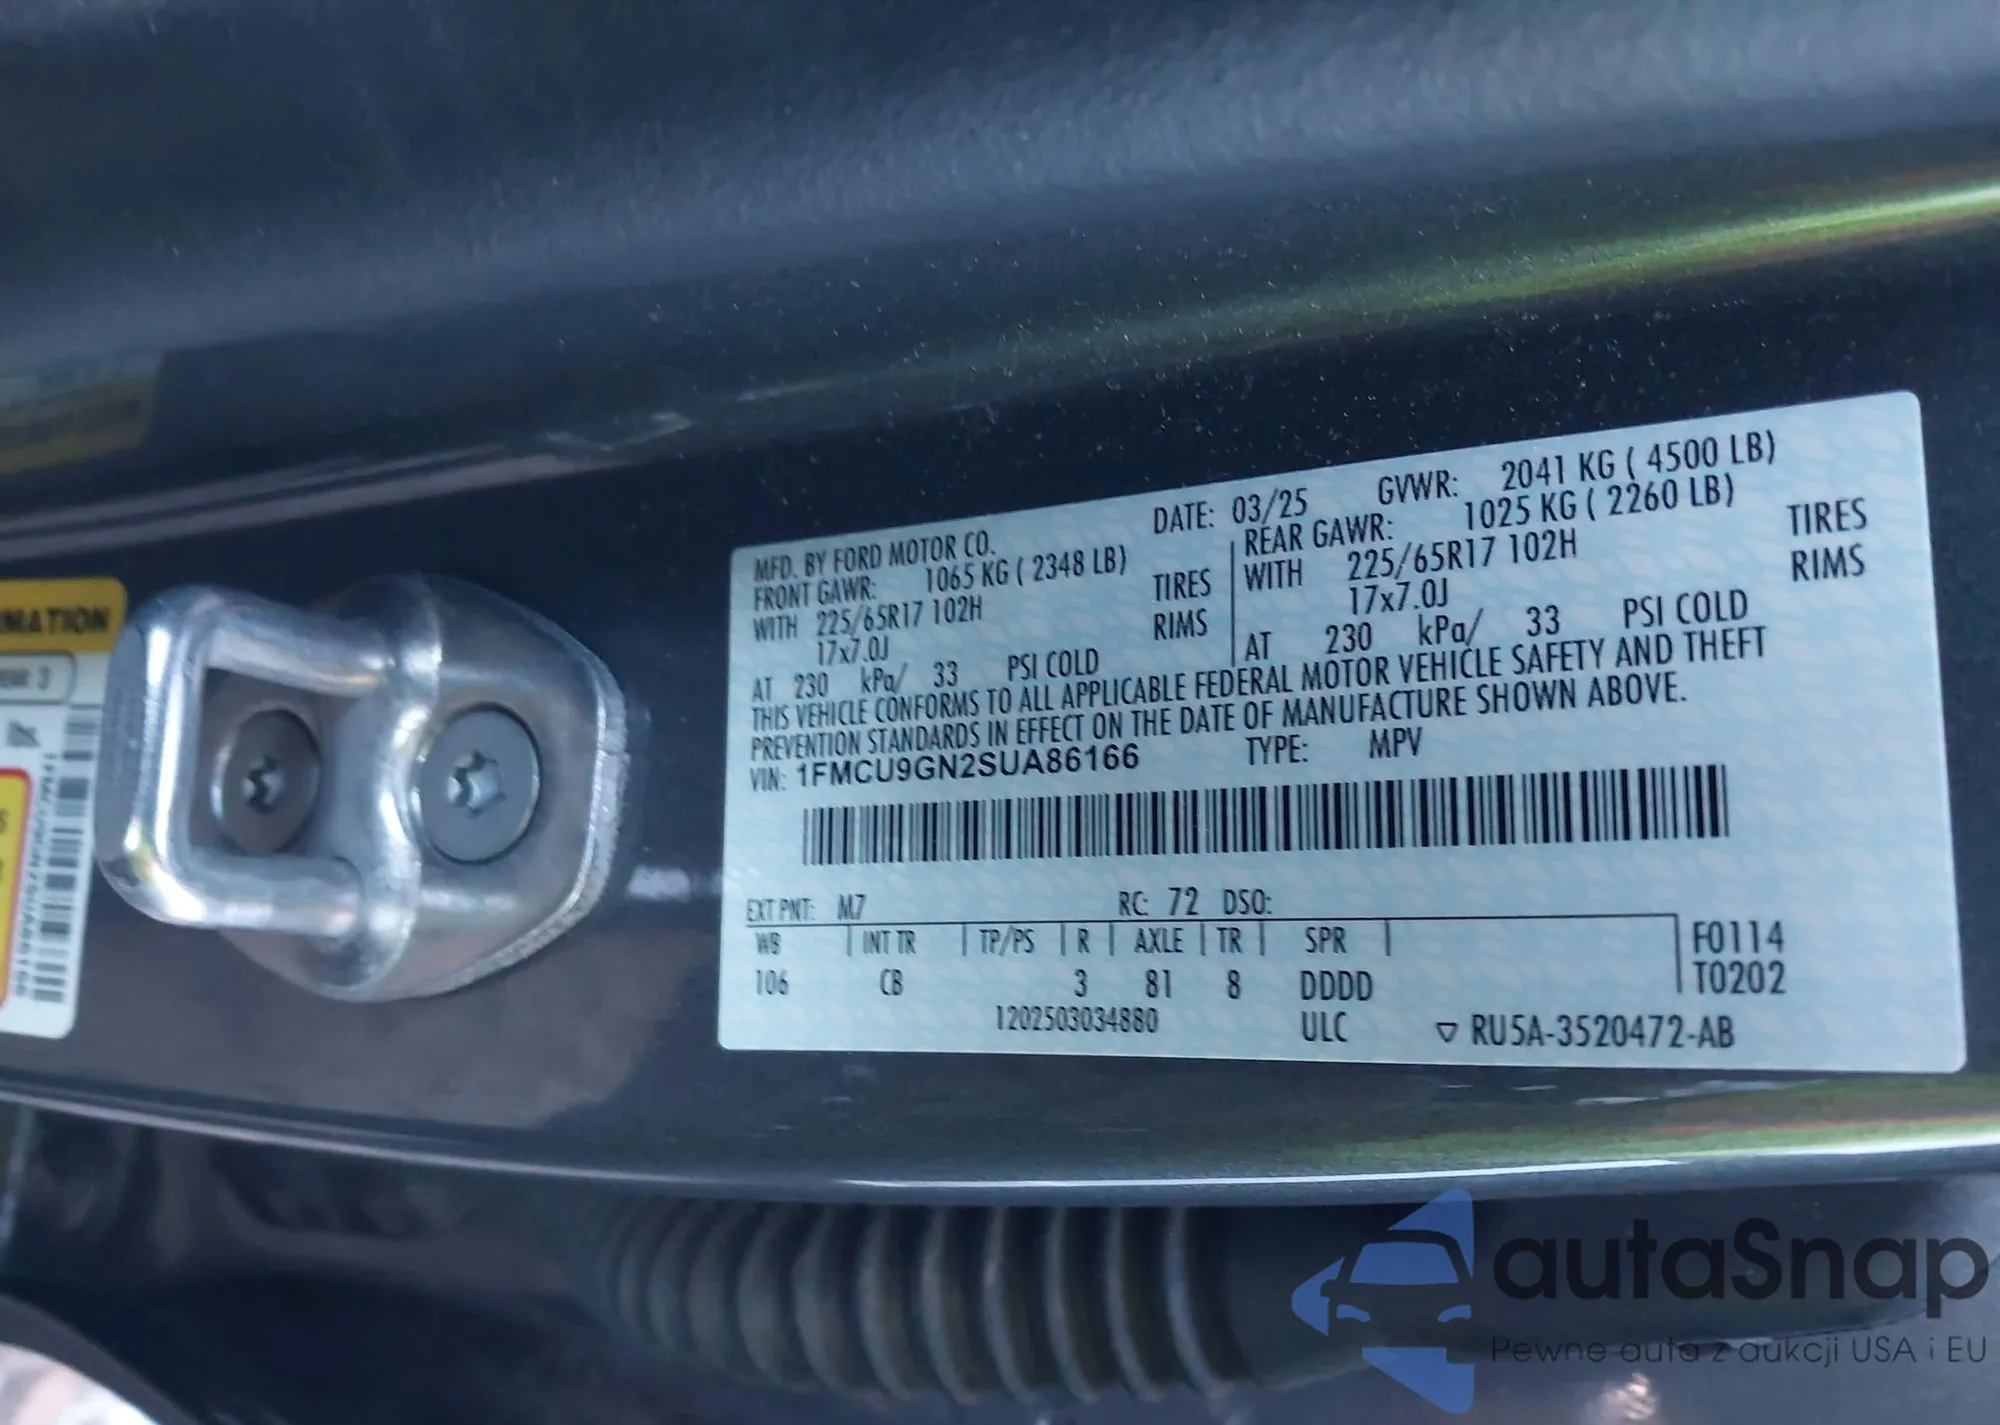 MATION
MFD. BY FORD MOTOR CO. DATE: 03/25 GVWR: 2041 KG ( 4500 LB)
FRONT GAWR: 1065 KG ( 2348 LB) REAR GAWR: 1025 KG ( 2260 LB)
WITH 225/65R17 102H TIRES WITH 225/65R17 102H TIRES
17x7.0J RIMS 17x7.0J RIMS
AT 230 kPa/ 33 PSI COLD AT 230 kPa/ 33 PSI COLD
THIS VEHICLE CONFORMS TO ALL APPLICABLE FEDERAL MOTOR VEHICLE SAFETY AND THEFT
PREVENTION STANDARDS IN EFFECT ON THE DATE OF MANUFACTURE SHOWN ABOVE.
VIN: 1FMCU9GN2SUA86166 TYPE: MPV
EXT PNT: M7 RC: 72 DSO:
WB INT TR TP/PS R AXLE TR SPR F0114
106 CB 3 81 8 DDDD T0202
1202503034880 ULC RU5A-3520472-AB
autaSnap
Pewne auta z aukcji USA i EU